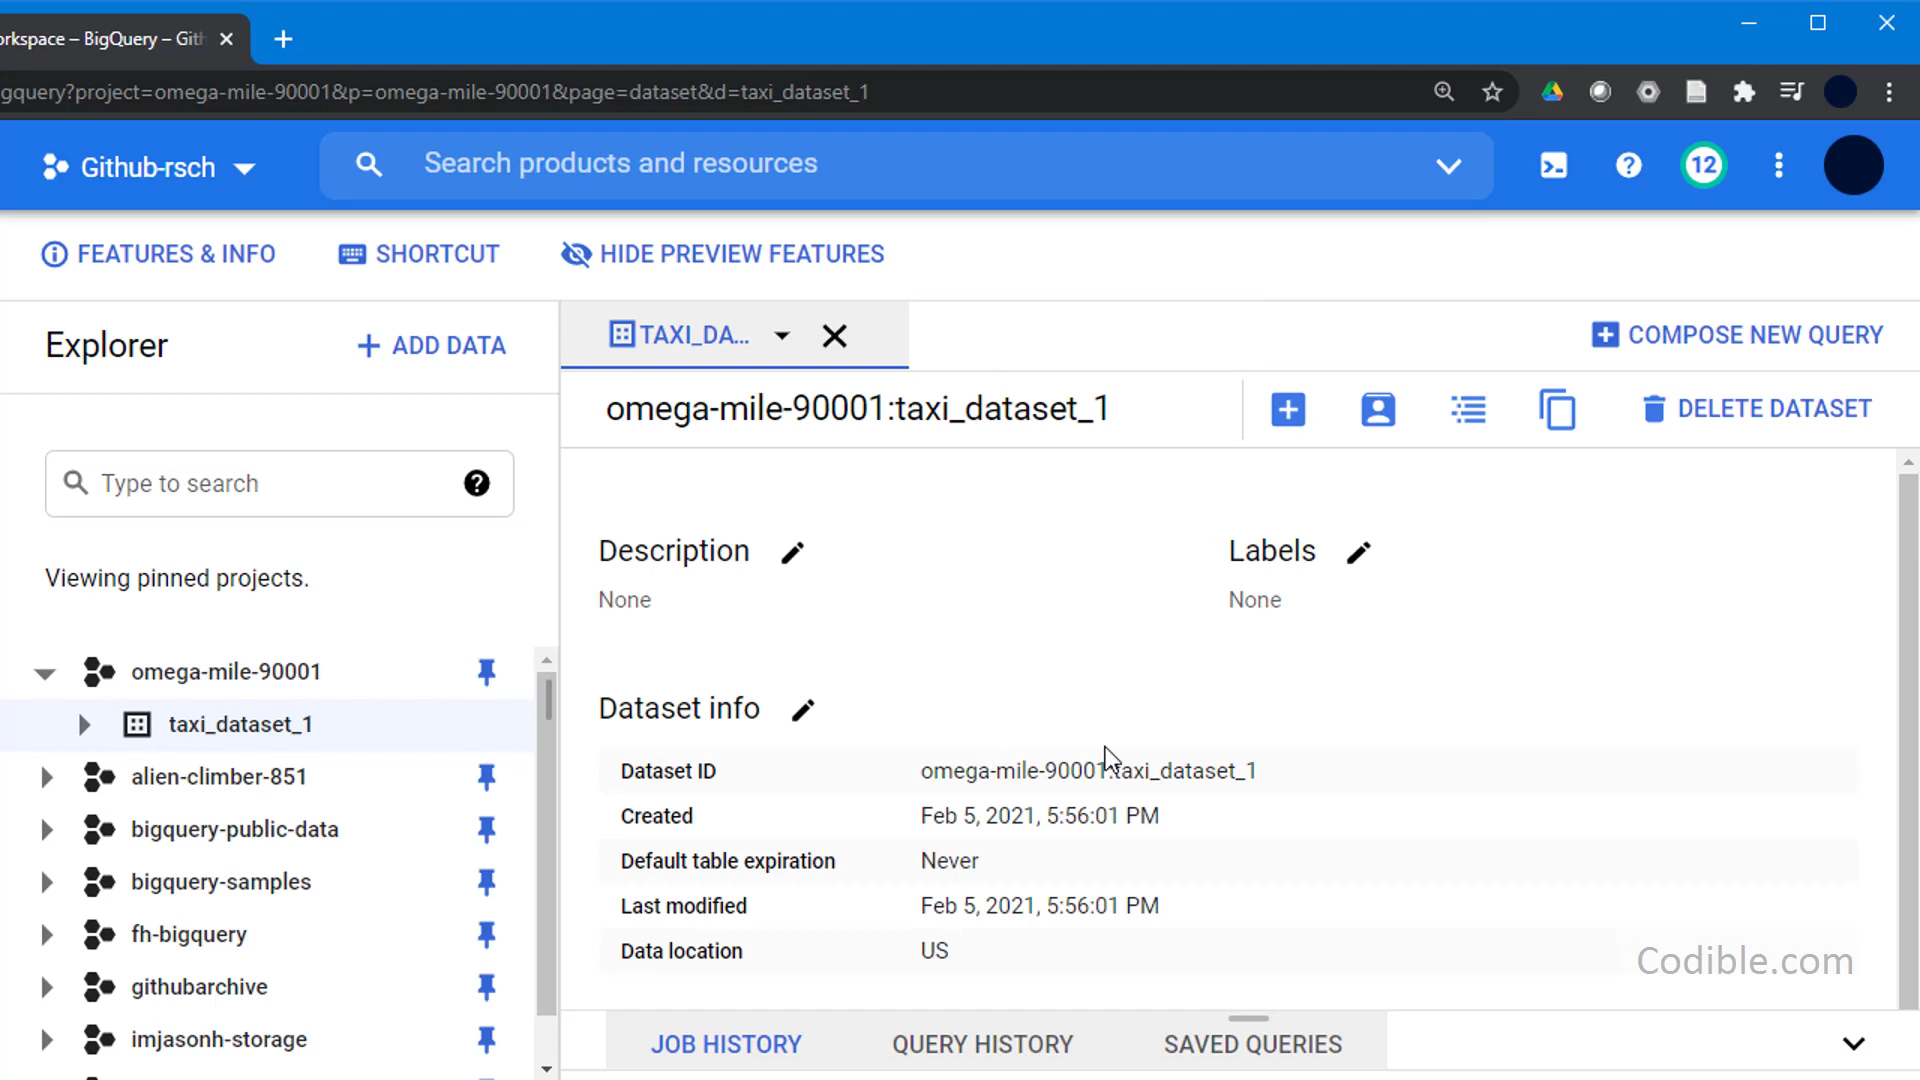 orkspace – BigQuery – Gith
gquery?project=omega-mile-90001&p=omega-mile-90001&page=dataset&d=taxi_dataset_1
Github-rsch
Search products and resources
12
FEATURES & INFO
SHORTCUT
HIDE PREVIEW FEATURES
Explorer
ADD DATA
TAXI_DA...
COMPOSE NEW QUERY
omega-mile-90001:taxi_dataset_1
DELETE DATASET
Type to search
Viewing pinned projects.
omega-mile-90001
taxi_dataset_1
alien-climber-851
bigquery-public-data
bigquery-samples
fh-bigquery
githubarchive
imjasonh-storage
Description
None
Labels
None
Dataset info
Dataset ID omega-mile-90001:taxi_dataset_1
Created Feb 5, 2021, 5:56:01 PM
Default table expiration Never
Last modified Feb 5, 2021, 5:56:01 PM
Data location US
Codible.com
JOB HISTORY
QUERY HISTORY
SAVED QUERIES